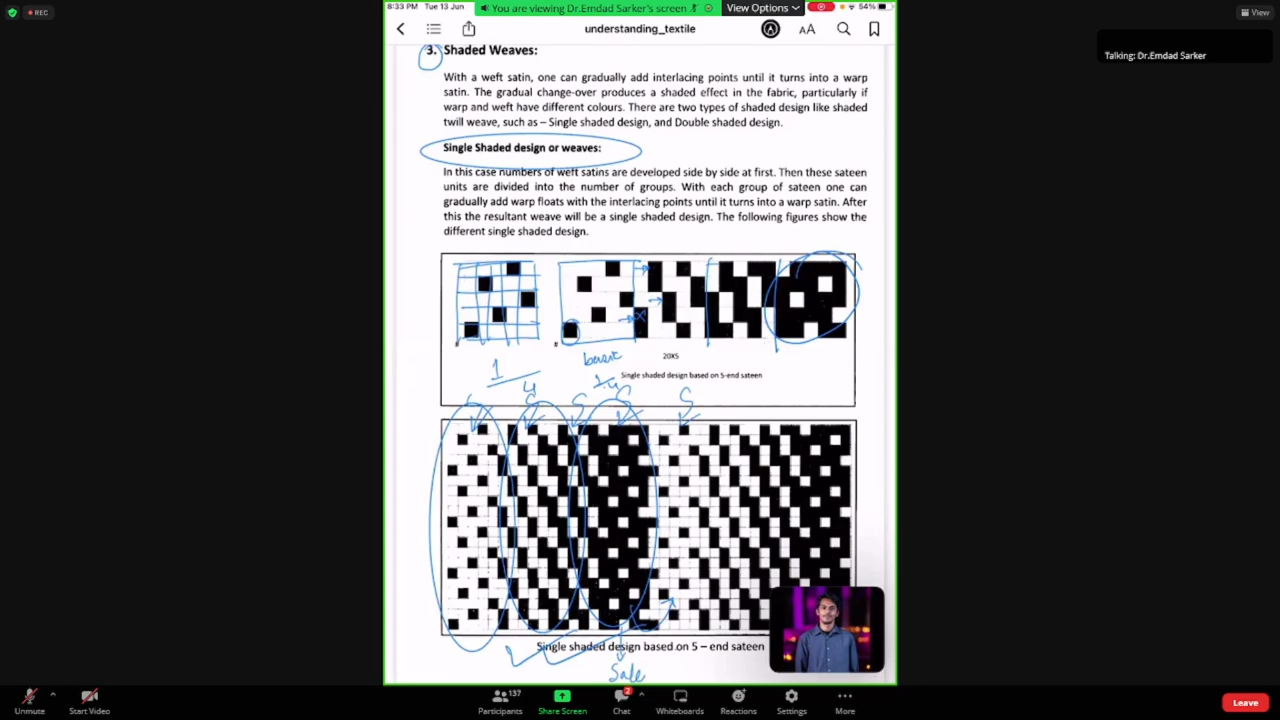 8:33 PM Tue 13 Jun
You are viewing Dr.Emdad Sarker's screen
View Options
54%
REC
View
understanding_textile
AA
Talking: Dr.Emdad Sarker
3. Shaded Weaves:
With a weft satin, one can gradually add interlacing points until it turns into a warp
satin. The gradual change-over produces a shaded effect in the fabric, particularly if
warp and weft have different colours. There are two types of shaded design like shaded
twill weave, such as – Single shaded design, and Double shaded design.
Single Shaded design or weaves:
In this case numbers of weft satins are developed side by side at first. Then these sateen
units are divided into the number of groups. With each group of sateen one can
gradually add warp floats with the interlacing points until it turns into a warp satin. After
this the resultant weave will be a single shaded design. The following figures show the
different single shaded design.
20X5
1
4
Single shaded design based on 5-end sateen
S S S S
Single shaded design based on 5 – end sateen
Unmute
Start Video
137
Participants
Share Screen
2
Chat
Whiteboards
Reactions
Settings
More
Leave